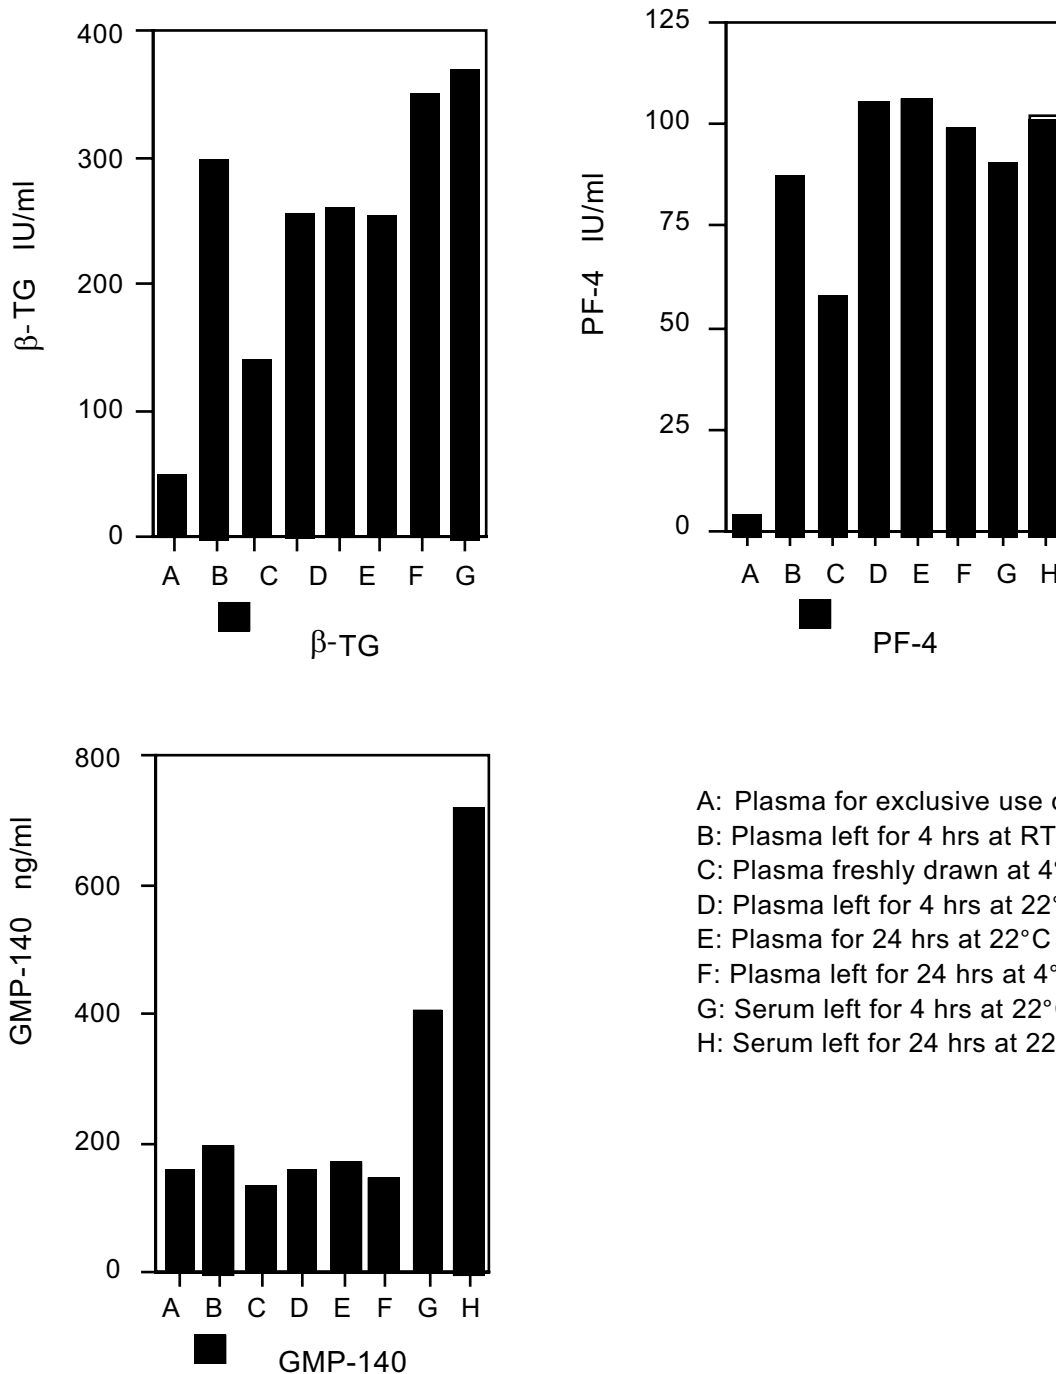 400
300
200
100
0
β-TG IU/ml
A B C D E F G
β-TG
125
100
75
50
25
0
PF-4 IU/ml
A B C D E F G H
PF-4
800
600
400
200
0
GMP-140 ng/ml
A B C D E F G H
GMP-140
A: Plasma for exclusive use
B: Plasma left for 4 hrs at RT
C: Plasma freshly drawn at 4°
D: Plasma left for 4 hrs at 22°
E: Plasma for 24 hrs at 22°C
F: Plasma left for 24 hrs at 4°
G: Serum left for 4 hrs at 22°
H: Serum left for 24 hrs at 22